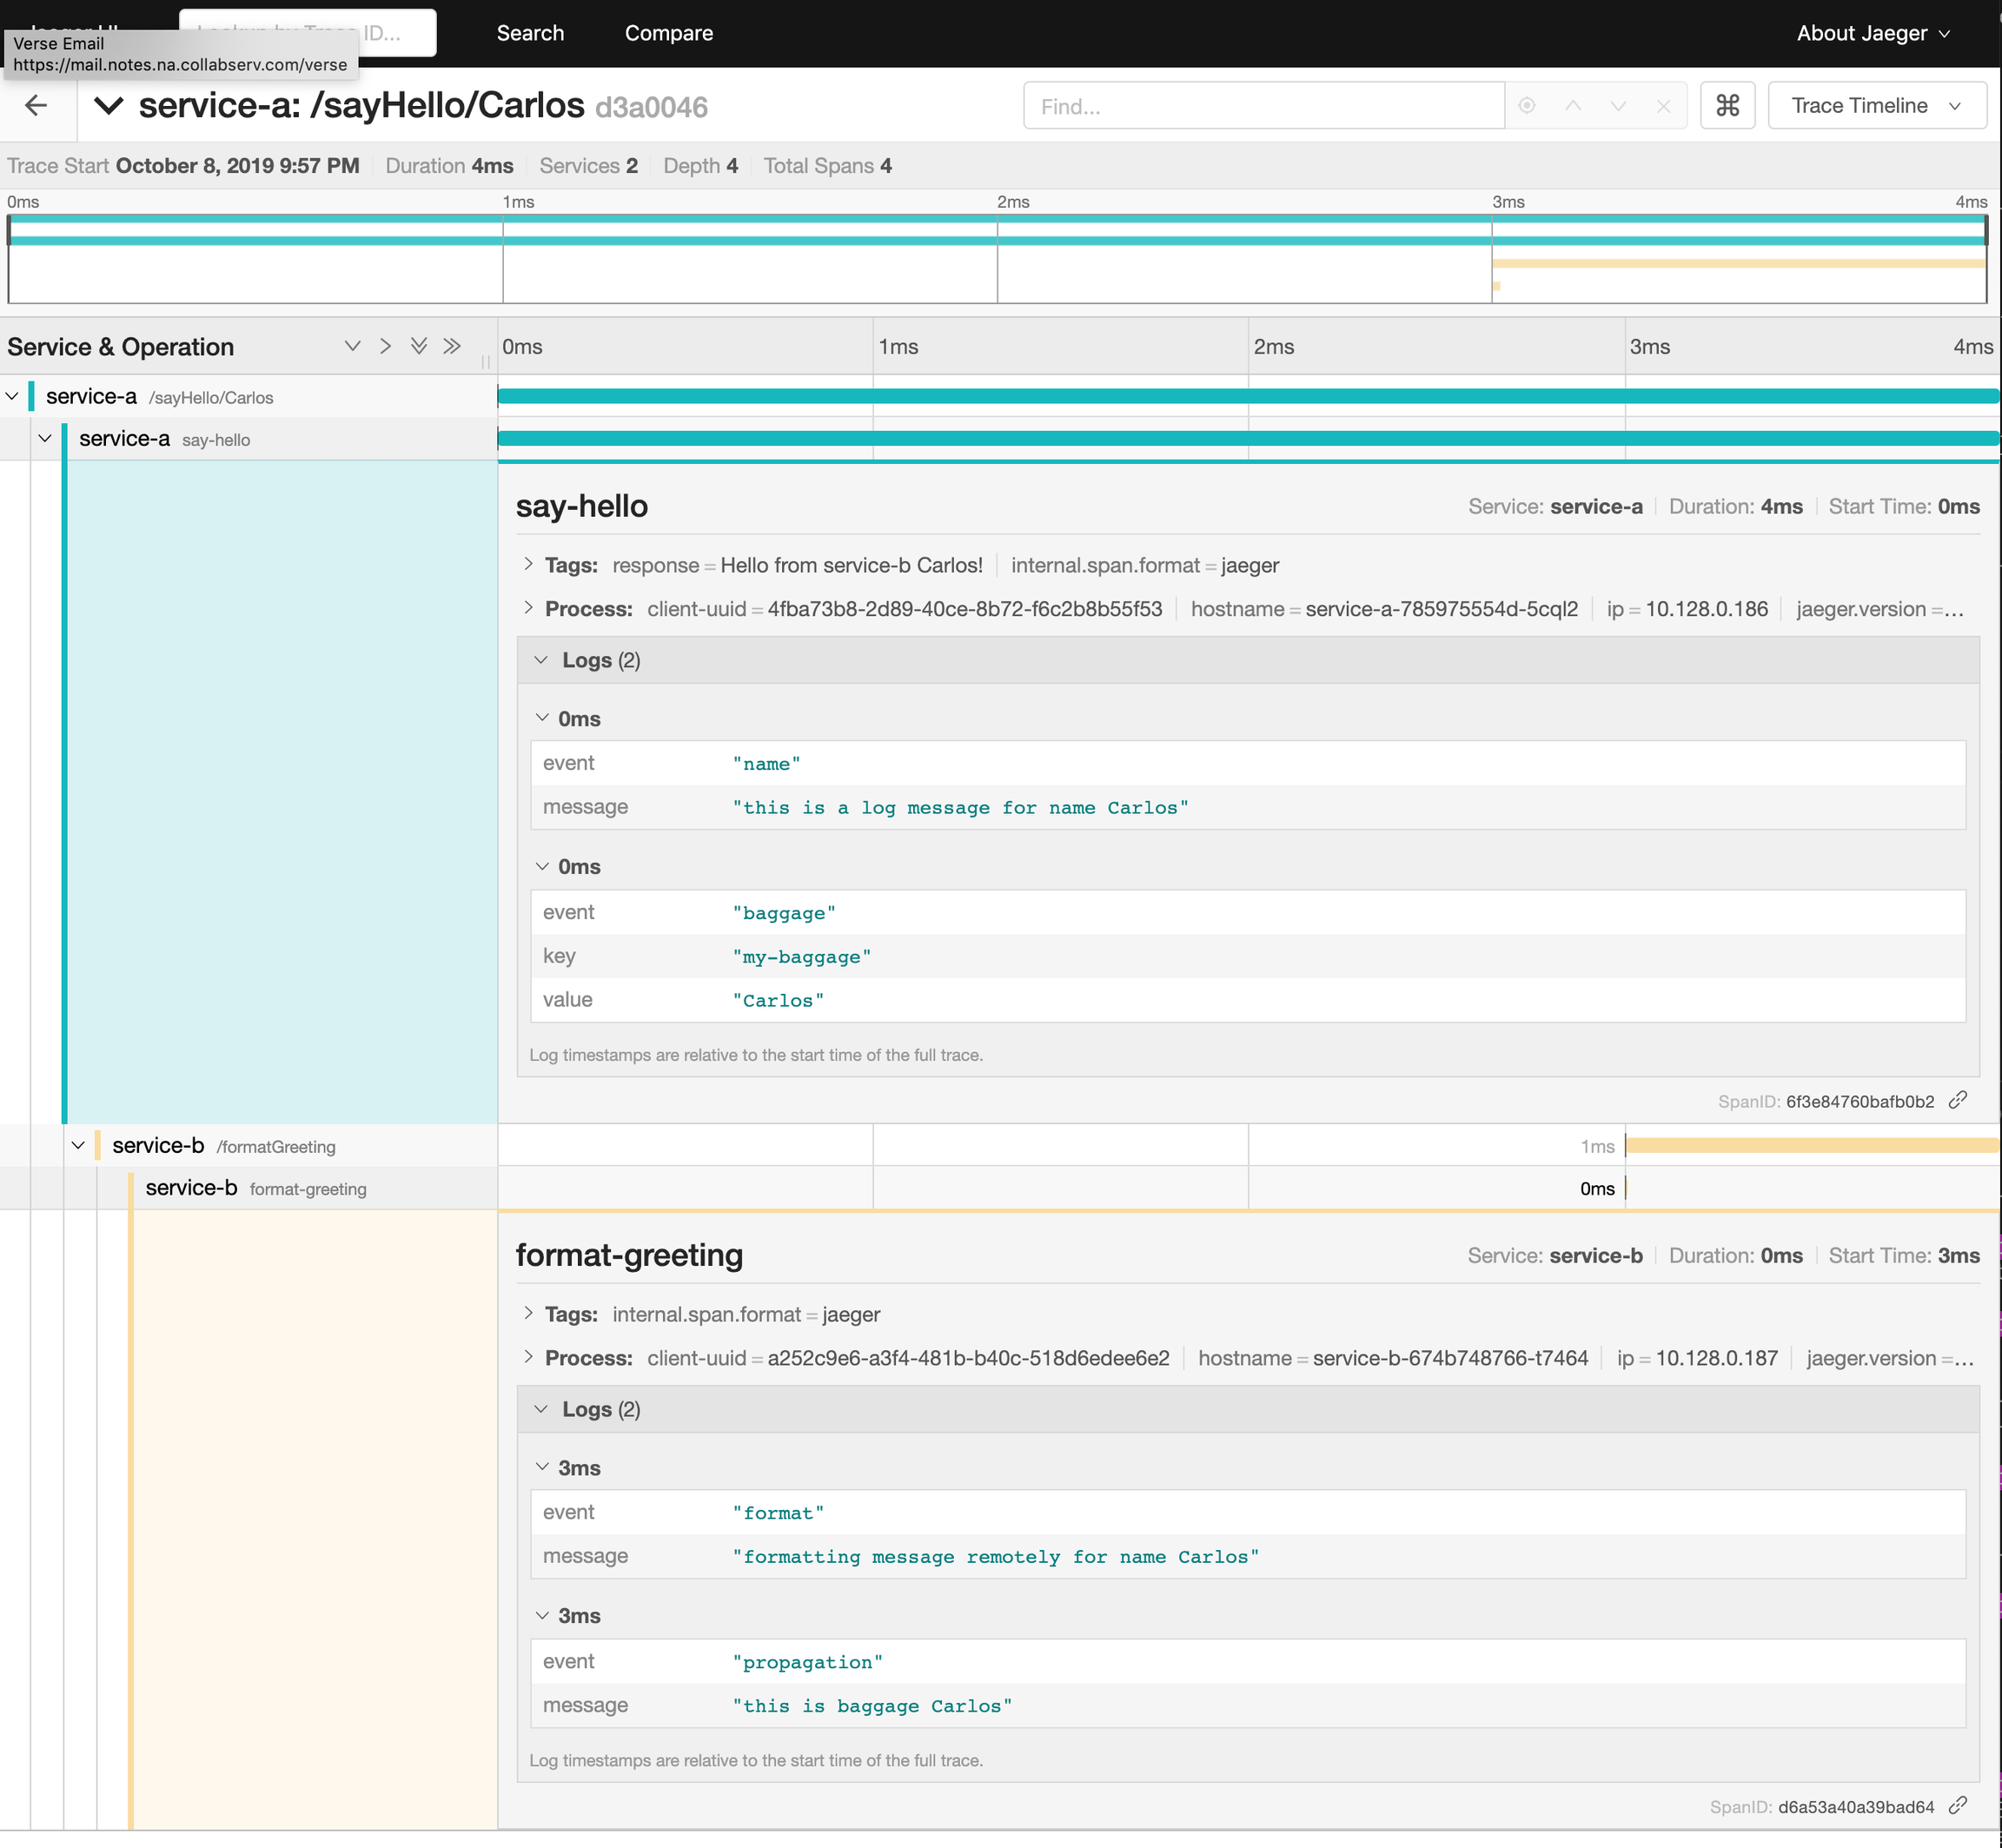 Search Compare About Jaeger
Verse Email
https://mail.notes.na.collabserv.com/verse
ID...
service-a: /sayHello/Carlos d3a0046 Find... Trace Timeline
Trace Start October 8, 2019 9:57 PM Duration 4ms Services 2 Depth 4 Total Spans 4
0ms 1ms 2ms 3ms 4ms
Service & Operation 0ms 1ms 2ms 3ms 4ms
service-a /sayHello/Carlos
service-a say-hello
say-hello Service: service-a Duration: 4ms Start Time: 0ms
Tags: response = Hello from service-b Carlos! internal.span.format = jaeger
Process: client-uuid = 4fba73b8-2d89-40ce-8b72-f6c2b8b55f53 hostname = service-a-785975554d-5cql2 ip = 10.128.0.186 jaeger.version =...
Logs (2)
0ms
event "name"
message "this is a log message for name Carlos"
0ms
event "baggage"
key "my-baggage"
value "Carlos"
Log timestamps are relative to the start time of the full trace.
SpanID: 6f3e84760bafb0b2
service-b /formatGreeting 1ms
service-b format-greeting 0ms
format-greeting Service: service-b Duration: 0ms Start Time: 3ms
Tags: internal.span.format = jaeger
Process: client-uuid = a252c9e6-a3f4-481b-b40c-518d6edee6e2 hostname = service-b-674b748766-t7464 ip = 10.128.0.187 jaeger.version =...
Logs (2)
3ms
event "format"
message "formatting message remotely for name Carlos"
3ms
event "propagation"
message "this is baggage Carlos"
Log timestamps are relative to the start time of the full trace.
SpanID: d6a53a40a39bad64